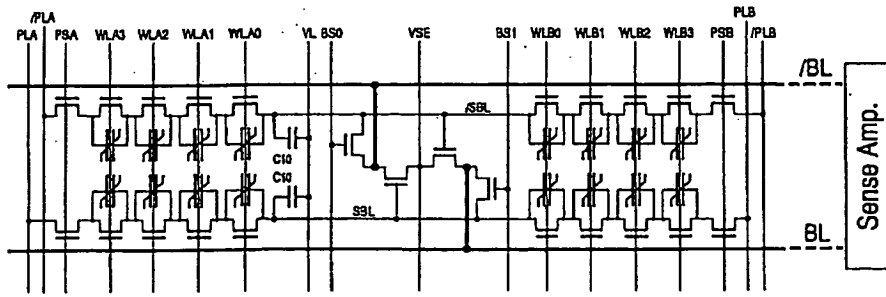 /PLA
PLB
PLA PSA WLA3 WLA2 WLA1 WLA0 VL BS0 VSE BS1 WLB0 WLB1 WLB2 WLB3 PSB /PLB
/BL
/SBL
C10
C10
SBL
BL
Sense Amp.